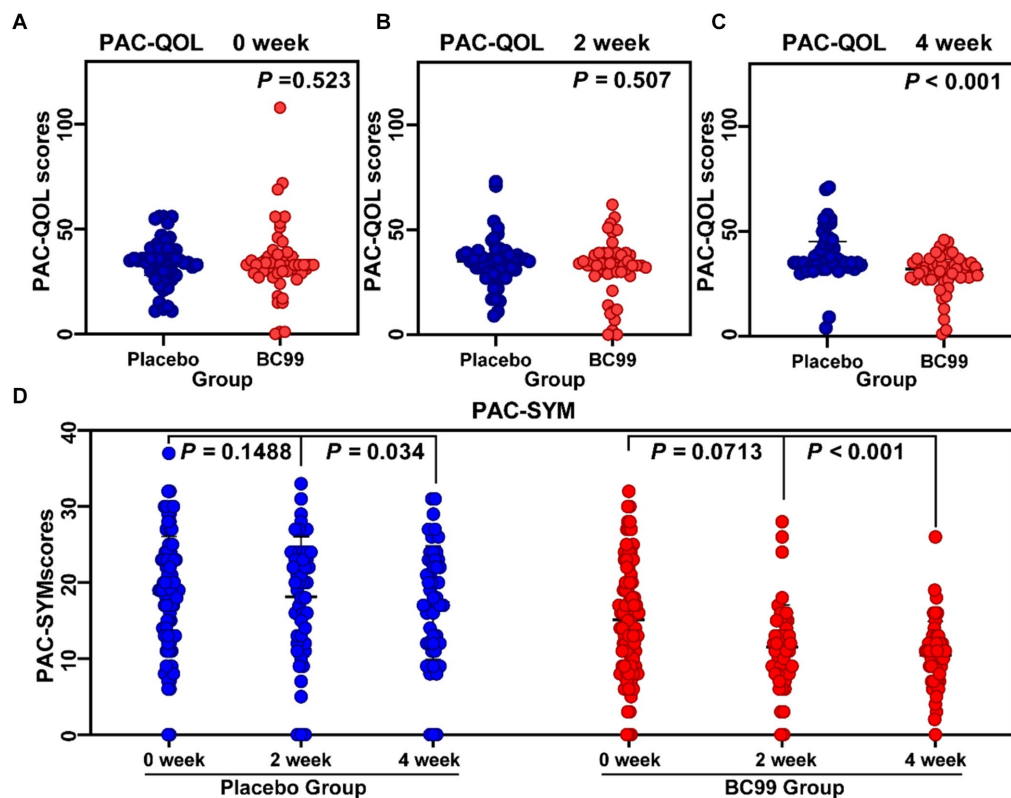 A
PAC-QOL 0 week
P =0.523
PAC-QOL scores
100
50
0
Placebo BC99
Group
B
PAC-QOL 2 week
P = 0.507
PAC-QOL scores
100
50
0
Placebo BC99
Group
C
PAC-QOL 4 week
P < 0.001
PAC-QOL scores
100
50
0
Placebo BC99
Group
D
PAC-SYM
P = 0.1488 P = 0.034 P = 0.0713 P < 0.001
PAC-SYMscores
40
30
20
10
0
0 week 2 week 4 week 0 week 2 week 4 week
Placebo Group BC99 Group